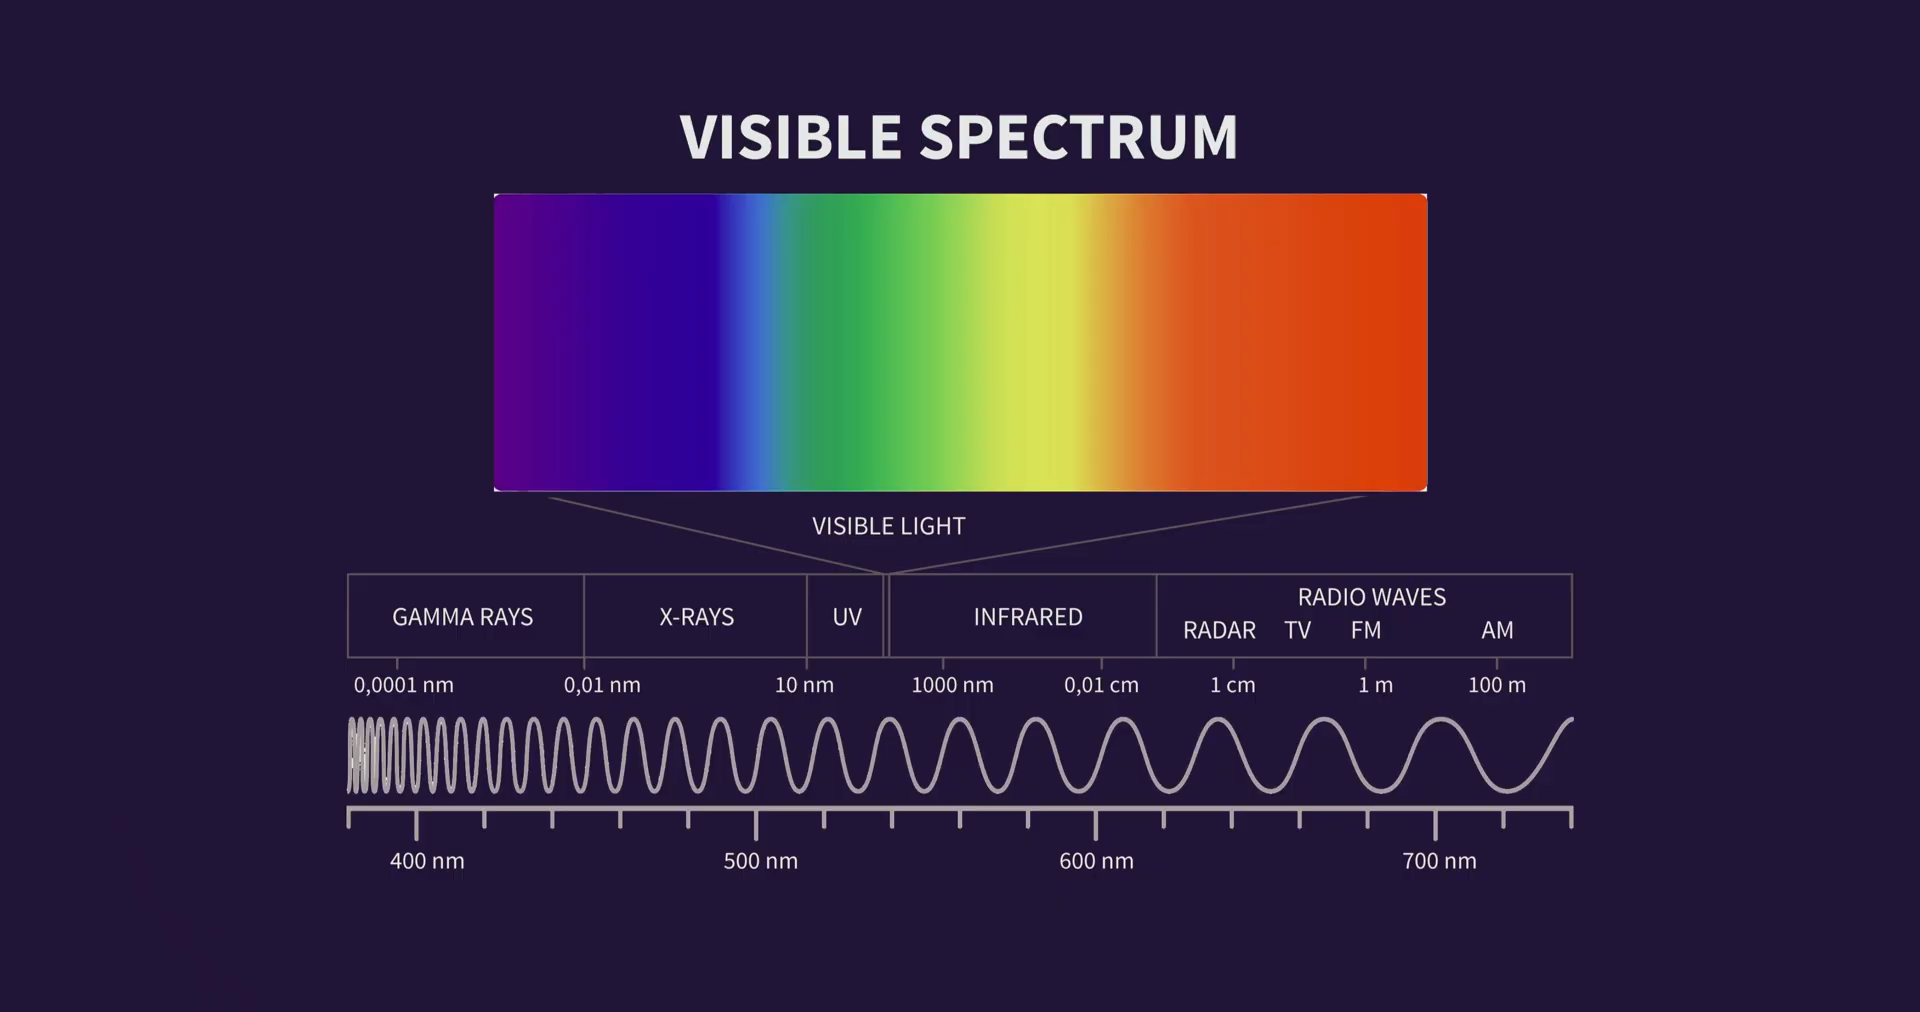 VISIBLE SPECTRUM
VISIBLE LIGHT
GAMMA RAYS
X-RAYS
UV
INFRARED
RADIO WAVES
RADAR TV FM AM
0,0001 nm 0,01 nm 10 nm 1000 nm 0,01 cm 1 cm 1 m 100 m
400 nm 500 nm 600 nm 700 nm